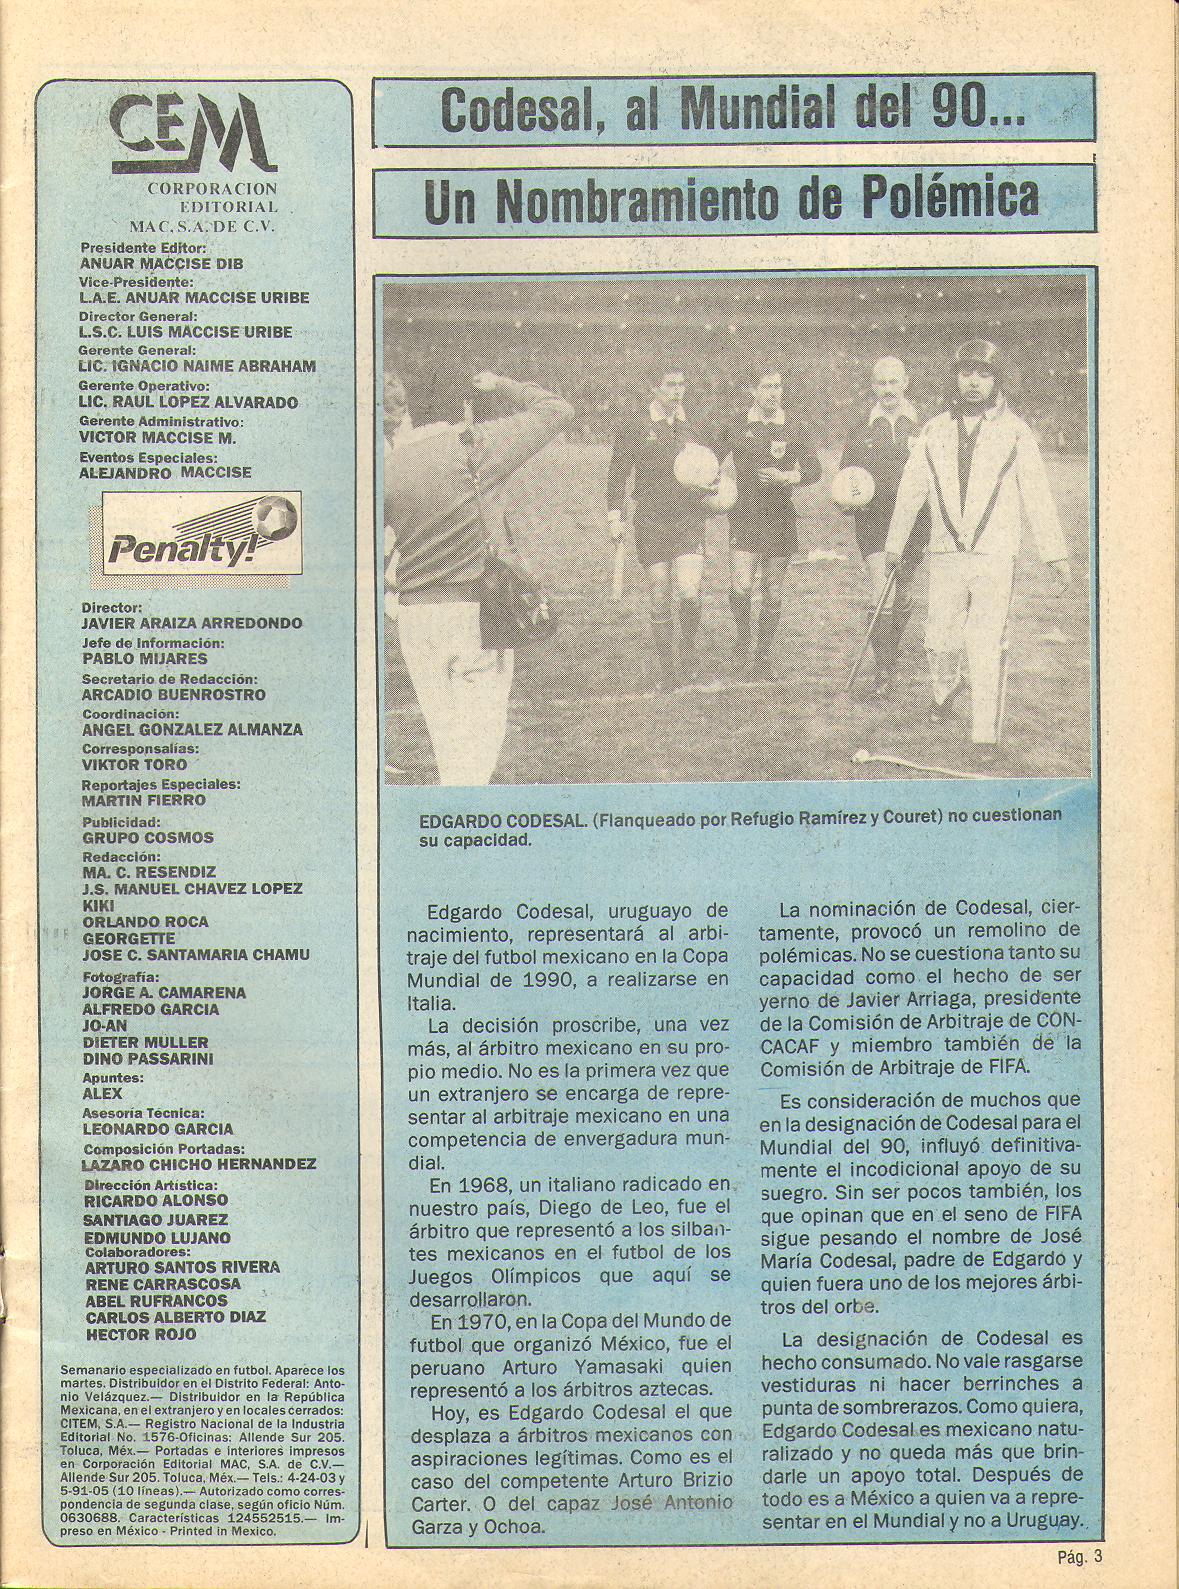 CEM
CORPORACION
EDITORIAL
MAC, S.A. DE C.V.
Presidente Editor:
ANUAR MACCISE DIB
Vice-Presidente:
L.A.E. ANUAR MACCISE URIBE
Director General:
L.S.C. LUIS MACCISE URIBE
Gerente General:
LIC. IGNACIO NAIME ABRAHAM
Gerente Operativo:
LIC. RAUL LOPEZ ALVARADO
Gerente Administrativo:
VICTOR MACCISE M.
Eventos Especiales:
ALEJANDRO MACCISE
Penalty!
Director:
JAVIER ARAIZA ARREDONDO
Jefe de Información:
PABLO MIJARES
Secretario de Redacción:
ARCADIO BUENROSTRO
Coordinación:
ANGEL GONZALEZ ALMANZA
Corresponsalías:
VIKTOR TORO
Reportajes Especiales:
MARTIN FIERRO
Publicidad:
GRUPO COSMOS
Redacción:
MA. C. RESENDIZ
J.S. MANUEL CHAVEZ LOPEZ
KIKI
ORLANDO ROCA
GEORGETTE
JOSE C. SANTAMARIA CHAMU
Fotografía:
JORGE A. CAMARENA
ALFREDO GARCIA
JO-AN
DIETER MULLER
DINO PASSARINI
Apuntes:
ALEX
Asesoría Técnica:
LEONARDO GARCIA
Composición Portadas:
LAZARO CHICHO HERNANDEZ
Dirección Artística:
RICARDO ALONSO
SANTIAGO JUAREZ
EDMUNDO LUJANO
Colaboradores:
ARTURO SANTOS RIVERA
RENE CARRASCOSA
ABEL RUFRANCOS
CARLOS ALBERTO DIAZ
HECTOR ROJO
Semanario especializado en futbol. Aparece los
martes. Distribuidor en el Distrito Federal: Anto-
nio Velázquez.— Distribuidor en la República
Mexicana, en el extranjero y en locales cerrados:
CITEM, S.A.— Registro Nacional de la Industria
Editorial No. 1576-Oficinas: Allende Sur 205.
Toluca, Méx.— Portadas e interiores impresos
en Corporación Editorial MAC, S.A. de C.V.—
Allende Sur 205. Toluca, Méx.— Tels.: 4-24-03 y
5-91-05 (10 líneas).— Autorizado como corres-
pondencia de segunda clase, según oficio Núm.
0630688. Características 124552515.— Im-
preso en México - Printed in Mexico.
Codesal, al Mundial del 90...
Un Nombramiento de Polémica
EDGARDO CODESAL. (Flanqueado por Refugio Ramírez y Couret) no cuestionan
su capacidad.
Edgardo Codesal, uruguayo de
nacimiento, representará al arbi-
traje del futbol mexicano en la Copa
Mundial de 1990, a realizarse en
Italia.
La decisión proscribe, una vez
más, al árbitro mexicano en su pro-
pio medio. No es la primera vez que
un extranjero se encarga de repre-
sentar al arbitraje mexicano en una
competencia de envergadura mun-
dial.
En 1968, un italiano radicado en
nuestro país, Diego de Leo, fue el
árbitro que representó a los silban-
tes mexicanos en el futbol de los
Juegos Olímpicos que aquí se
desarrollaron.
En 1970, en la Copa del Mundo de
futbol que organizó México, fue el
peruano Arturo Yamasaki quien
representó a los árbitros aztecas.
Hoy, es Edgardo Codesal el que
desplaza a árbitros mexicanos con
aspiraciones legítimas. Como es el
caso del competente Arturo Brizio
Carter. O del capaz José Antonio
Garza y Ochoa.
La nominación de Codesal, cier-
tamente, provocó un remolino de
polémicas. No se cuestiona tanto su
capacidad como el hecho de ser
yerno de Javier Arriaga, presidente
de la Comisión de Arbitraje de CON-
CACAF y miembro también de la
Comisión de Arbitraje de FIFA.
Es consideración de muchos que
en la designación de Codesal para el
Mundial del 90, influyó definitiva-
mente el incodicional apoyo de su
suegro. Sin ser pocos también, los
que opinan que en el seno de FIFA
sigue pesando el nombre de José
María Codesal, padre de Edgardo y
quien fuera uno de los mejores árbi-
tros del orbe.
La designación de Codesal es
hecho consumado. No vale rasgarse
vestiduras ni hacer berrinches a
punta de sombrerazos. Como quiera,
Edgardo Codesal es mexicano natu-
ralizado y no queda más que brin-
darle un apoyo total. Después de
todo es a México a quien va a repre-
sentar en el Mundial y no a Uruguay.
Pág. 3